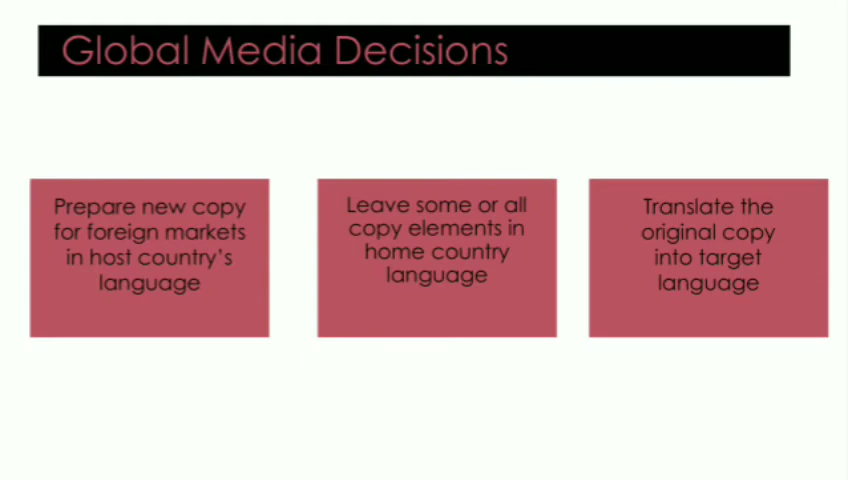 Global Media Decisions
Prepare new copy
for foreign markets
in host country's
language
Leave some or all
copy elements in
home country
language
Translate the
original copy
into target
language